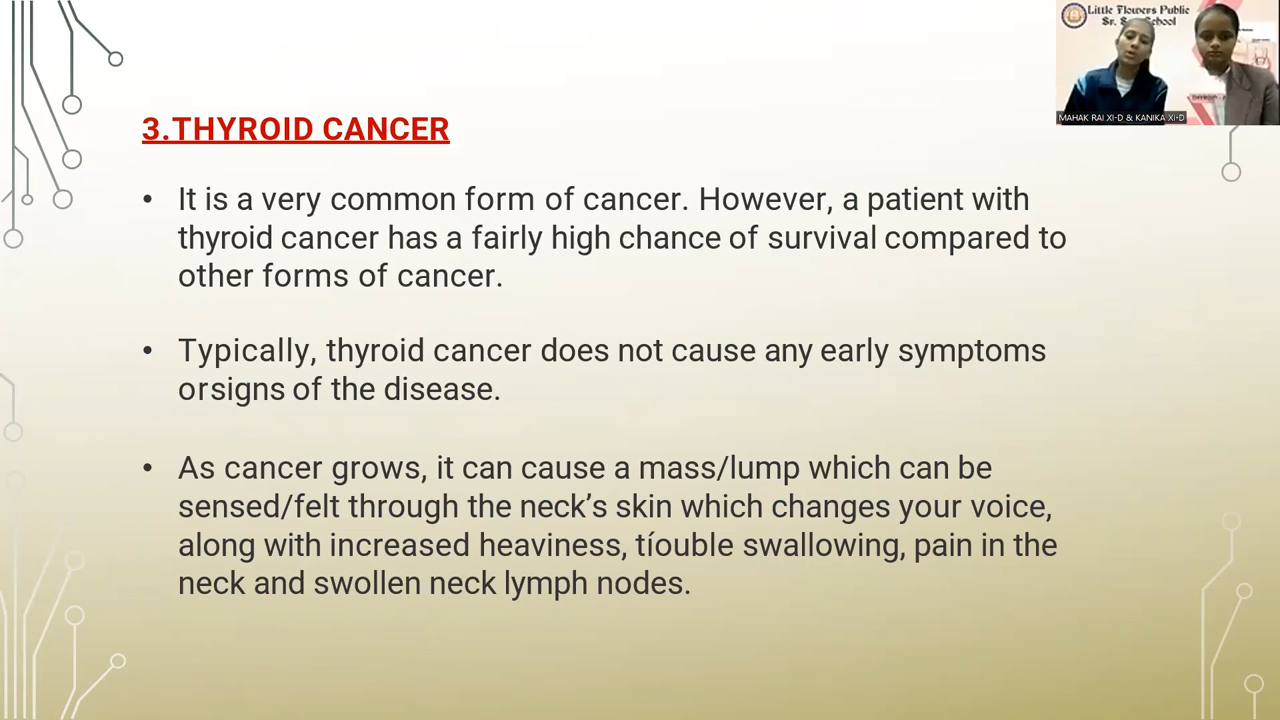 Little Flowers Public
Sr. Sec School
MAHAK RAI XI-D & KANIKA XI-D
3.THYROID CANCER
• It is a very common form of cancer. However, a patient with
thyroid cancer has a fairly high chance of survival compared to
other forms of cancer.
• Typically, thyroid cancer does not cause any early symptoms
orsigns of the disease.
• As cancer grows, it can cause a mass/lump which can be
sensed/felt through the neck’s skin which changes your voice,
along with increased heaviness, tíouble swallowing, pain in the
neck and swollen neck lymph nodes.